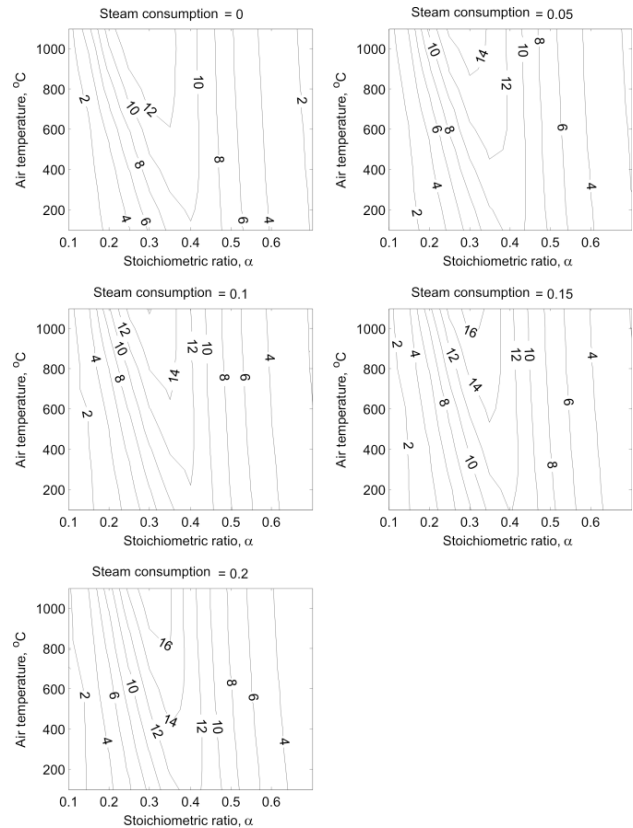 Steam consumption = 0
1000
800
600
400
200
Air temperature, °C
0.1 0.2 0.3 0.4 0.5 0.6
Stoichiometric ratio, α
2 4 6 8 10 12 10 8 6 4 2
Steam consumption = 0.05
1000
800
600
400
200
Air temperature, °C
0.1 0.2 0.3 0.4 0.5 0.6
Stoichiometric ratio, α
2 4 6 8 10 14 12 10 8 6 4
Steam consumption = 0.1
1000
800
600
400
200
Air temperature, °C
0.1 0.2 0.3 0.4 0.5 0.6
Stoichiometric ratio, α
2 4 8 10 12 14 12 10 8 6 4
Steam consumption = 0.15
1000
800
600
400
200
Air temperature, °C
0.1 0.2 0.3 0.4 0.5 0.6
Stoichiometric ratio, α
2 2 4 8 10 12 14 16 12 10 8 6 4
Steam consumption = 0.2
1000
800
600
400
200
Air temperature, °C
0.1 0.2 0.3 0.4 0.5 0.6
Stoichiometric ratio, α
2 4 6 10 12 14 16 12 10 8 6 4